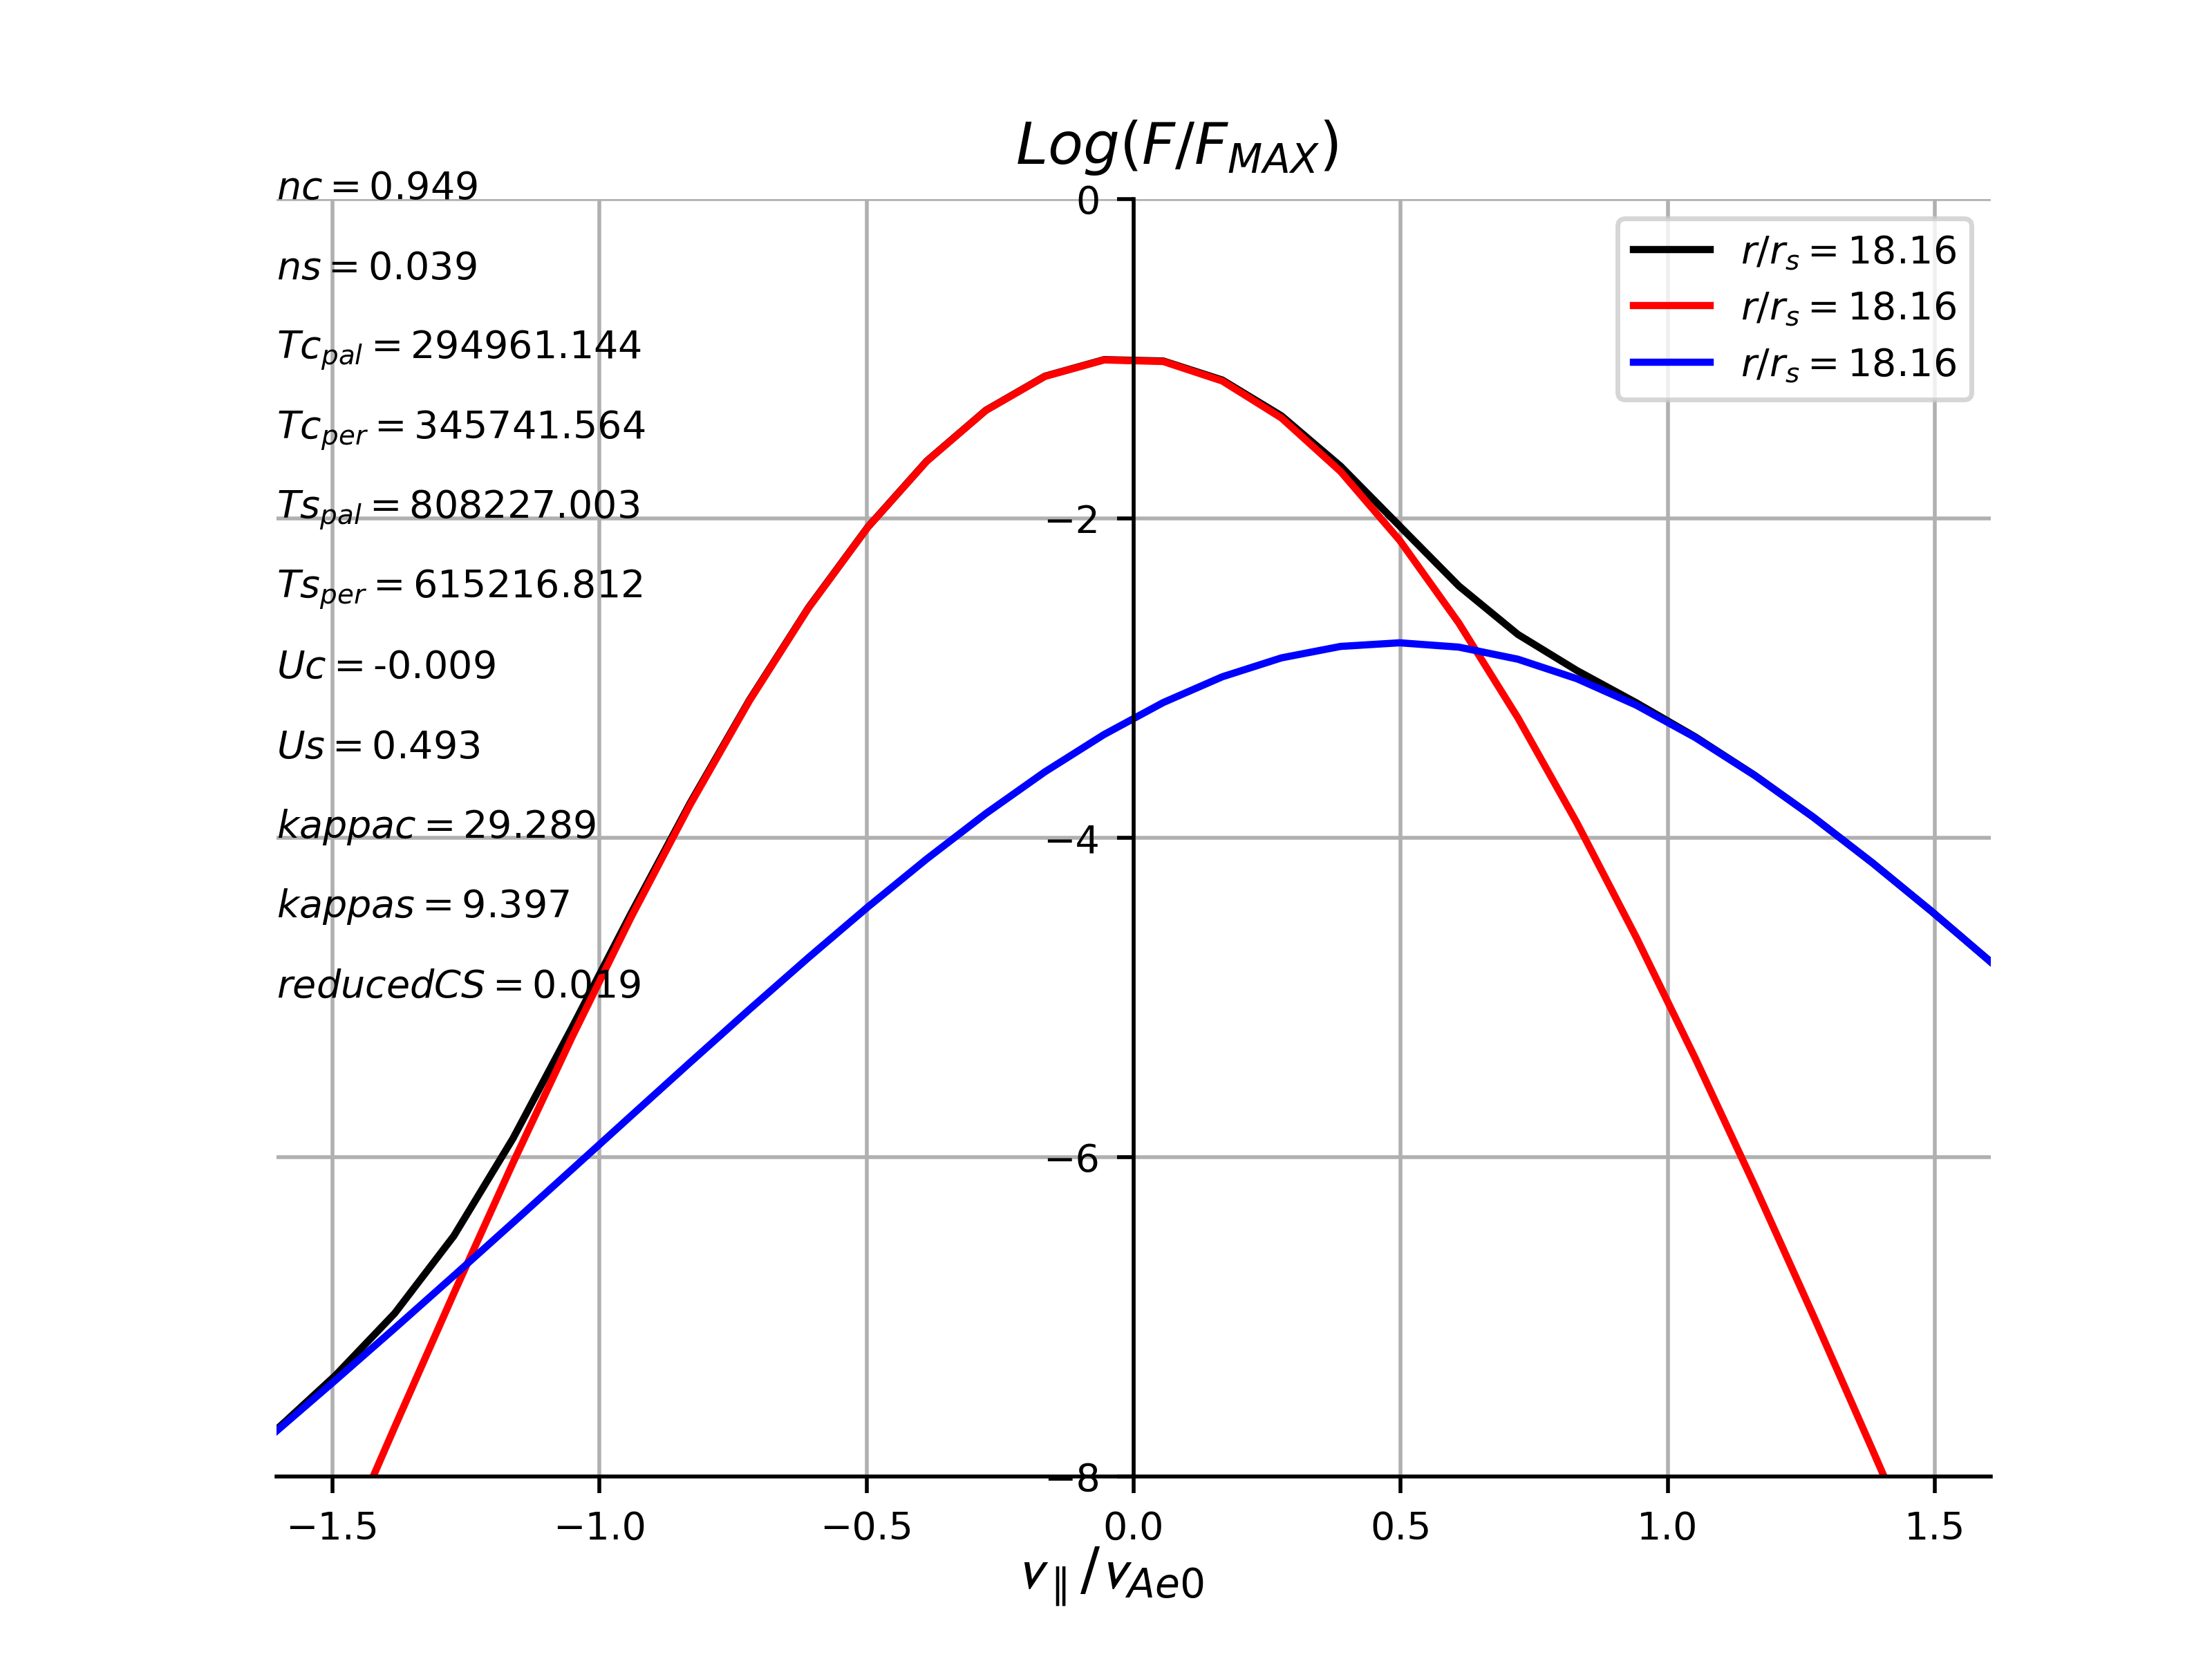 Log(F/F_MAX)
nc = 0.949
ns = 0.039
Tc_pal = 294961.144
Tc_per = 345741.564
Ts_pal = 808227.003
Ts_per = 615216.812
Uc = -0.009
Us = 0.493
kappac = 29.289
kappas = 9.397
reducedCS = 0.019
r/r_s = 18.16
r/r_s = 18.16
r/r_s = 18.16
0
−2
−4
−6
−8
−1.5 −1.0 −0.5 0.0 0.5 1.0 1.5
v_∥/v_Ae0